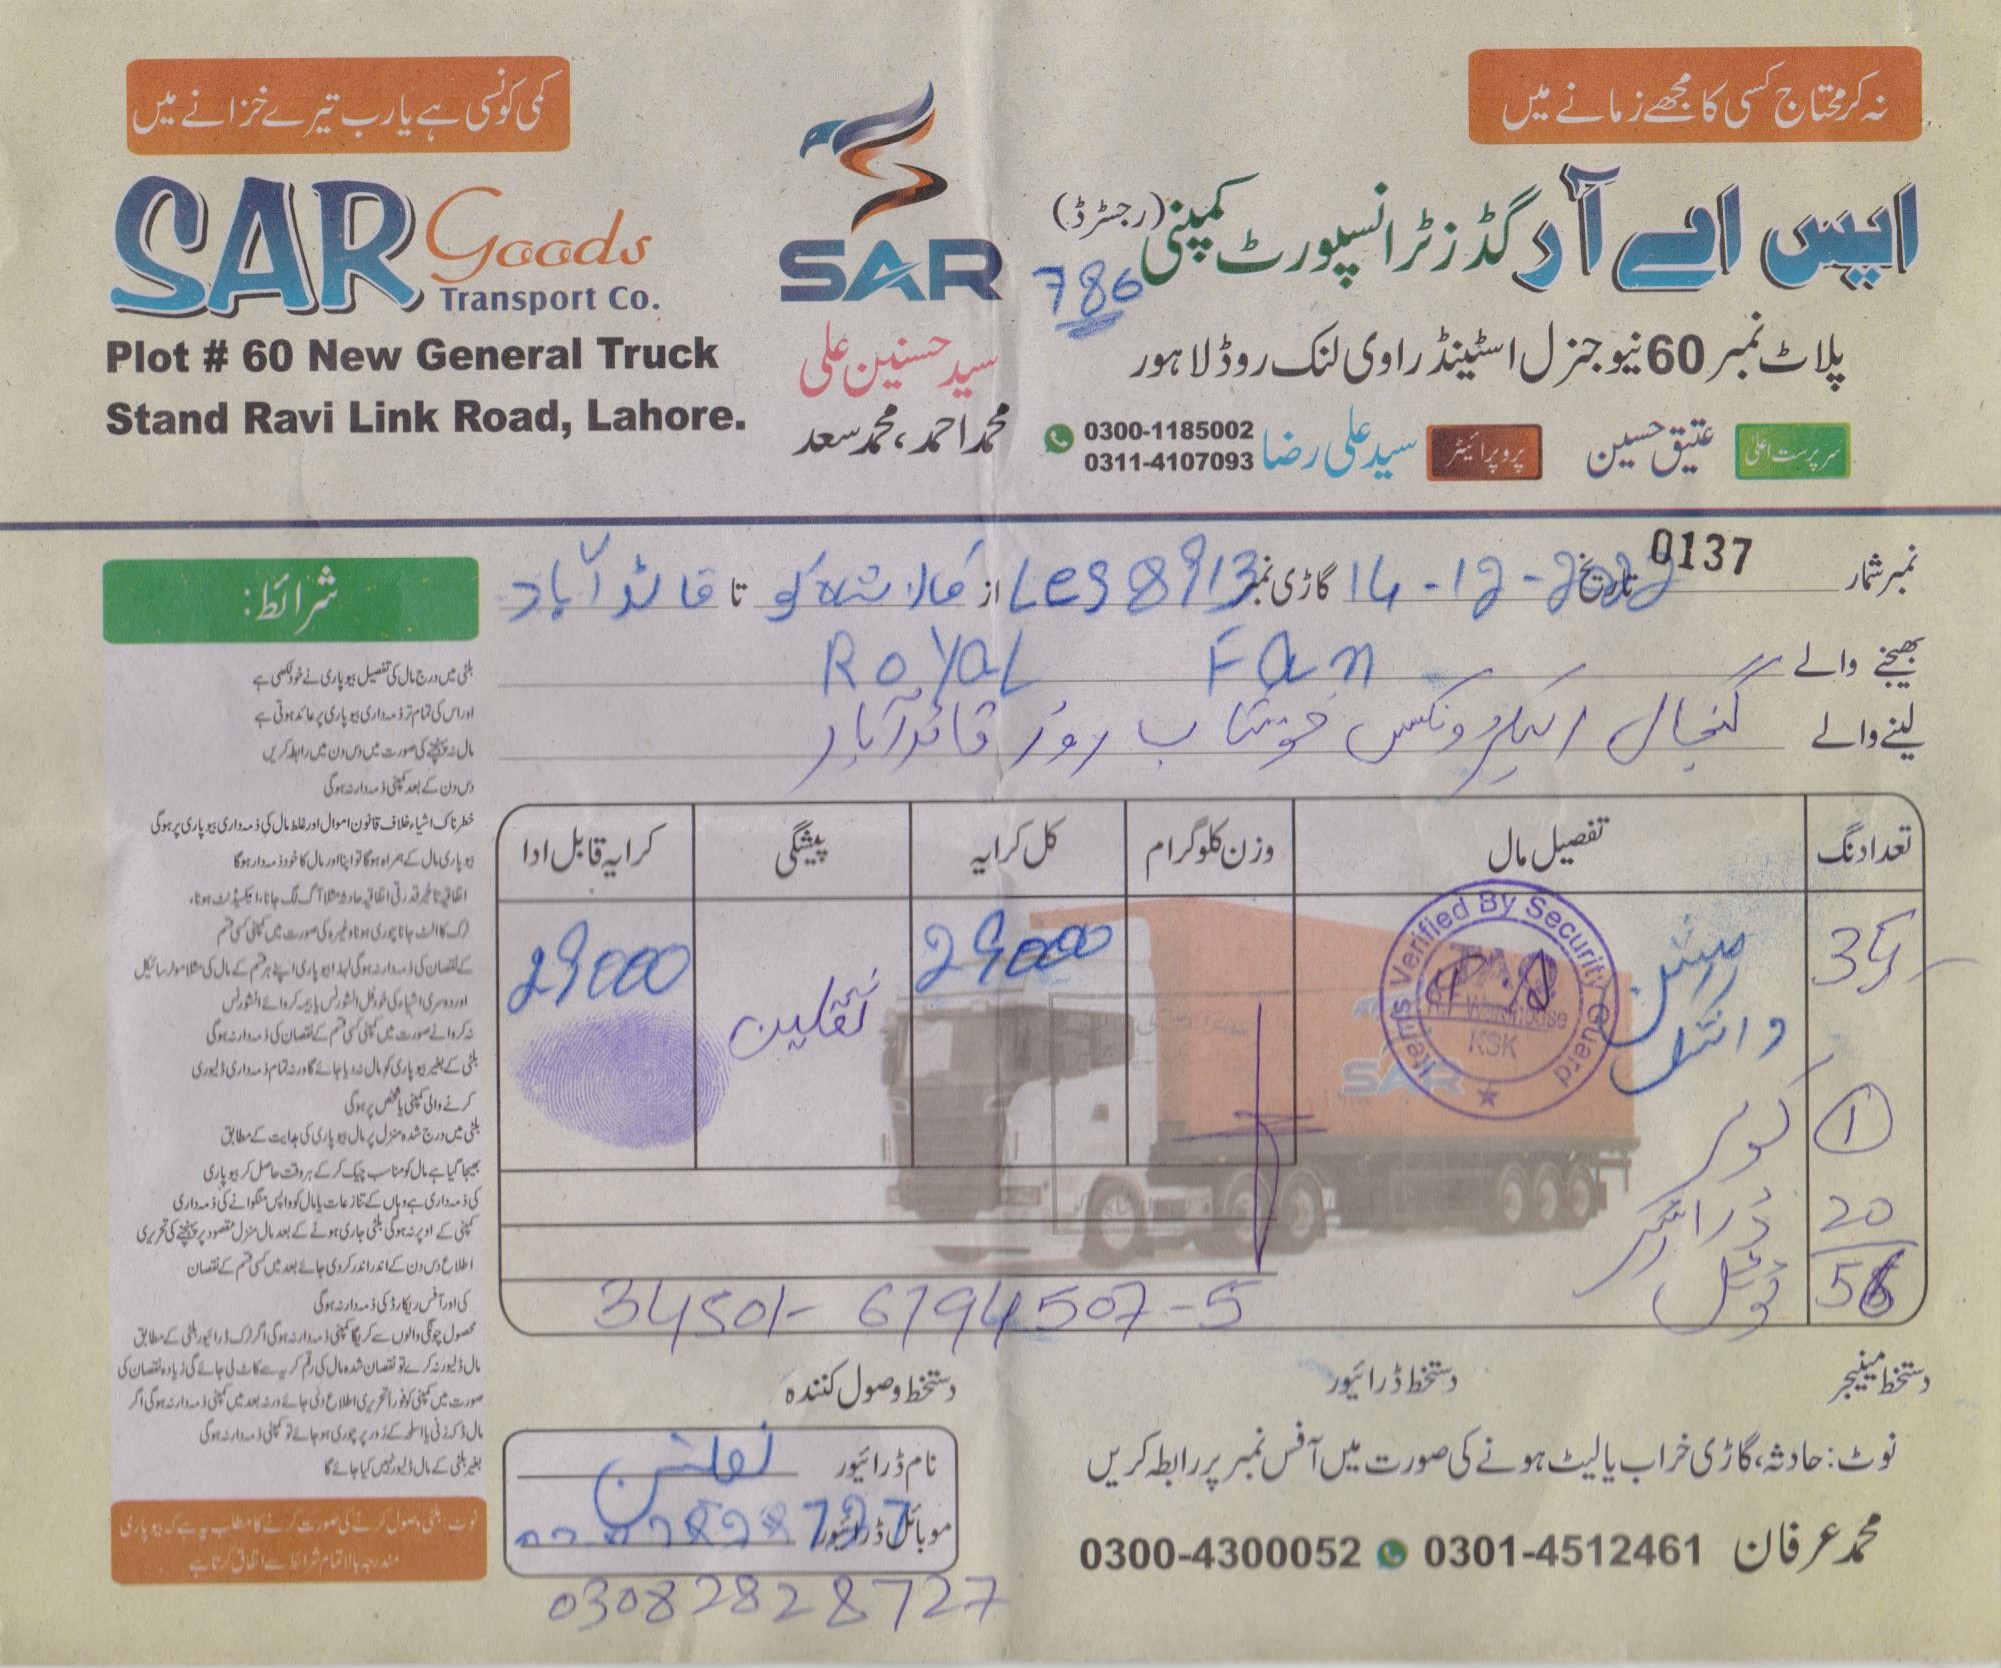 نہ کر محتاج کسی کا مجھے زمانے میں
کمی کونسی ہے یارب تیرے خزانے میں
ایس اے آر گڈز ٹرانسپورٹ کمپنی (رجسٹرڈ)
SAR
SAR Goods
Transport Co.
786
پلاٹ نمبر 60 نیو جنرل اسٹینڈ راوی لنک روڈ لاہور
Plot # 60 New General Truck
Stand Ravi Link Road, Lahore.
سید حسنین علی
محمد احمد، محمد سعد
سرپرست اعلیٰ عتیق حسین پروپرائیٹر سید علی رضا
0300-1185002
0311-4107093
نمبر شمار 0137 تاریخ 14-12-2022 گاڑی نمبر Les 8913 از کالا شاہ کو تا قائد آباد
بھیجنے والے Royal Fan
لینے والے گنجال الیکٹرونکس خوشاب روڈ قائد آباد
تعداد نگ تفصیل مال وزن کلوگرام کل کرایہ پیشگی کرایہ قابل ادا
35 واشنگ مشین 29000 ثقلین 29000
Items Verified By Security Guard
Warehouse
KSK
SAR
1 کولر
20 ڈرائر
56 ٹوٹل
34501-6794507-5
دستخط مینیجر دستخط ڈرائیور دستخط وصول کنندہ
نوٹ: حادثہ، گاڑی خراب یا لیٹ ہونے کی صورت میں آفس نمبر پر رابطہ کریں
محمد عرفان 0301-4512461 0300-4300052
نام ڈرائیور ثقلین
موبائل ڈرائیور
03082828727
شرائط:
بلٹی میں درج مال کی تفصیل بیوپاری نے خود لکھی ہے
اور اس کی تمام تر ذمہ داری بیوپاری پر عائد ہوتی ہے
مال نہ پہنچنے کی صورت میں دس دن میں رابطہ کریں
دس دن کے بعد کمپنی ذمہ دار نہ ہوگی
خطرناک اشیاء خلاف قانون اموال اور غلط مال کی ذمہ داری بیوپاری پر ہوگی
بیوپاری مال کے ہمراہ ہوگا تو اپنا اور مال کا خود ذمہ دار ہوگا
اتفاقیہ یا غیر قدرتی اتفاقیہ حادثہ مثلا آگ لگ جانا، ایکسیڈنٹ ہونا،
ٹرک کا الٹ جانا چوری ہونا وغیرہ کی صورت میں کمپنی کسی قسم
کے نقصان کی ذمہ دار نہ ہوگی لہذا بیوپاری اپنے ہر قسم کے مال کی مثلا موٹر سائیکل
اور دوسری اشیاء کی خود فل انشورنس یا بیمہ کروائے انشورنس
نہ کروانے صورت میں کمپنی کسی قسم کے نقصان کی ذمہ دار نہ ہوگی
بلٹی کے بغیر بیوپاری کو مال نہ دیا جائے گا ورنہ تمام ذمہ داری ڈلیوری
کرنے والی کمپنی یا شخص پر ہوگی
بلٹی میں درج شدہ منزل پر مال بیوپاری کی ہدایت کے مطابق
بھیجا گیا ہے مال کو مناسب چیک کر کے بروقت حاصل کر بیوپاری
کی ذمہ داری ہے وہاں کے تنازعات یا مال کو واپس منگوانے کی ذمہ داری
کمپنی کے اوپر نہ ہوگی بلٹی جاری ہونے کے بعد مال منزل مقصود پر پہنچنے کی تحریری
اطلاع دس دن کے اندر اندر کر دی جائے بعد میں کسی قسم کے نقصان
کی اور آفس ریکارڈ کی ذمہ دار نہ ہوگی
محصول چونگی والوں سے کریگا کمپنی ذمہ دار نہ ہوگی اگر ٹرک ڈرائیور بلٹی کے مطابق
مال ڈلیور نہ کرے تو نقصان شدہ مال کی رقم کرایہ سے کاٹ لی جائے گی زیادہ نقصان کی
صورت میں کمپنی کو فورا تحریری اطلاع دی جائے ورنہ بعد میں کمپنی ذمہ دار نہ ہوگی اگر
مال ڈکیتی یا اسلحہ کے زور پر چوری ہو جائے تو کمپنی ذمہ دار نہ ہوگی
بغیر بلٹی کے مال ڈلیور نہیں کیا جائے گا
نوٹ: بلٹی وصول کرنے کی صورت کرنے کا مطلب یہ ہے کہ بیوپاری
مندرجہ بالا تمام شرائط سے اتفاق کرتا ہے